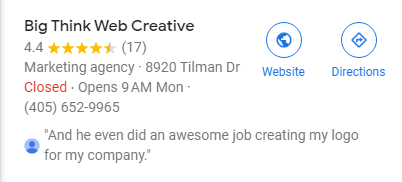 Big Think Web Creative
4.4 (17)
Marketing agency · 8920 Tilman Dr
Closed · Opens 9 AM Mon ·
(405) 652-9965
Website
Directions
"And he even did an awesome job creating my logo
for my company."